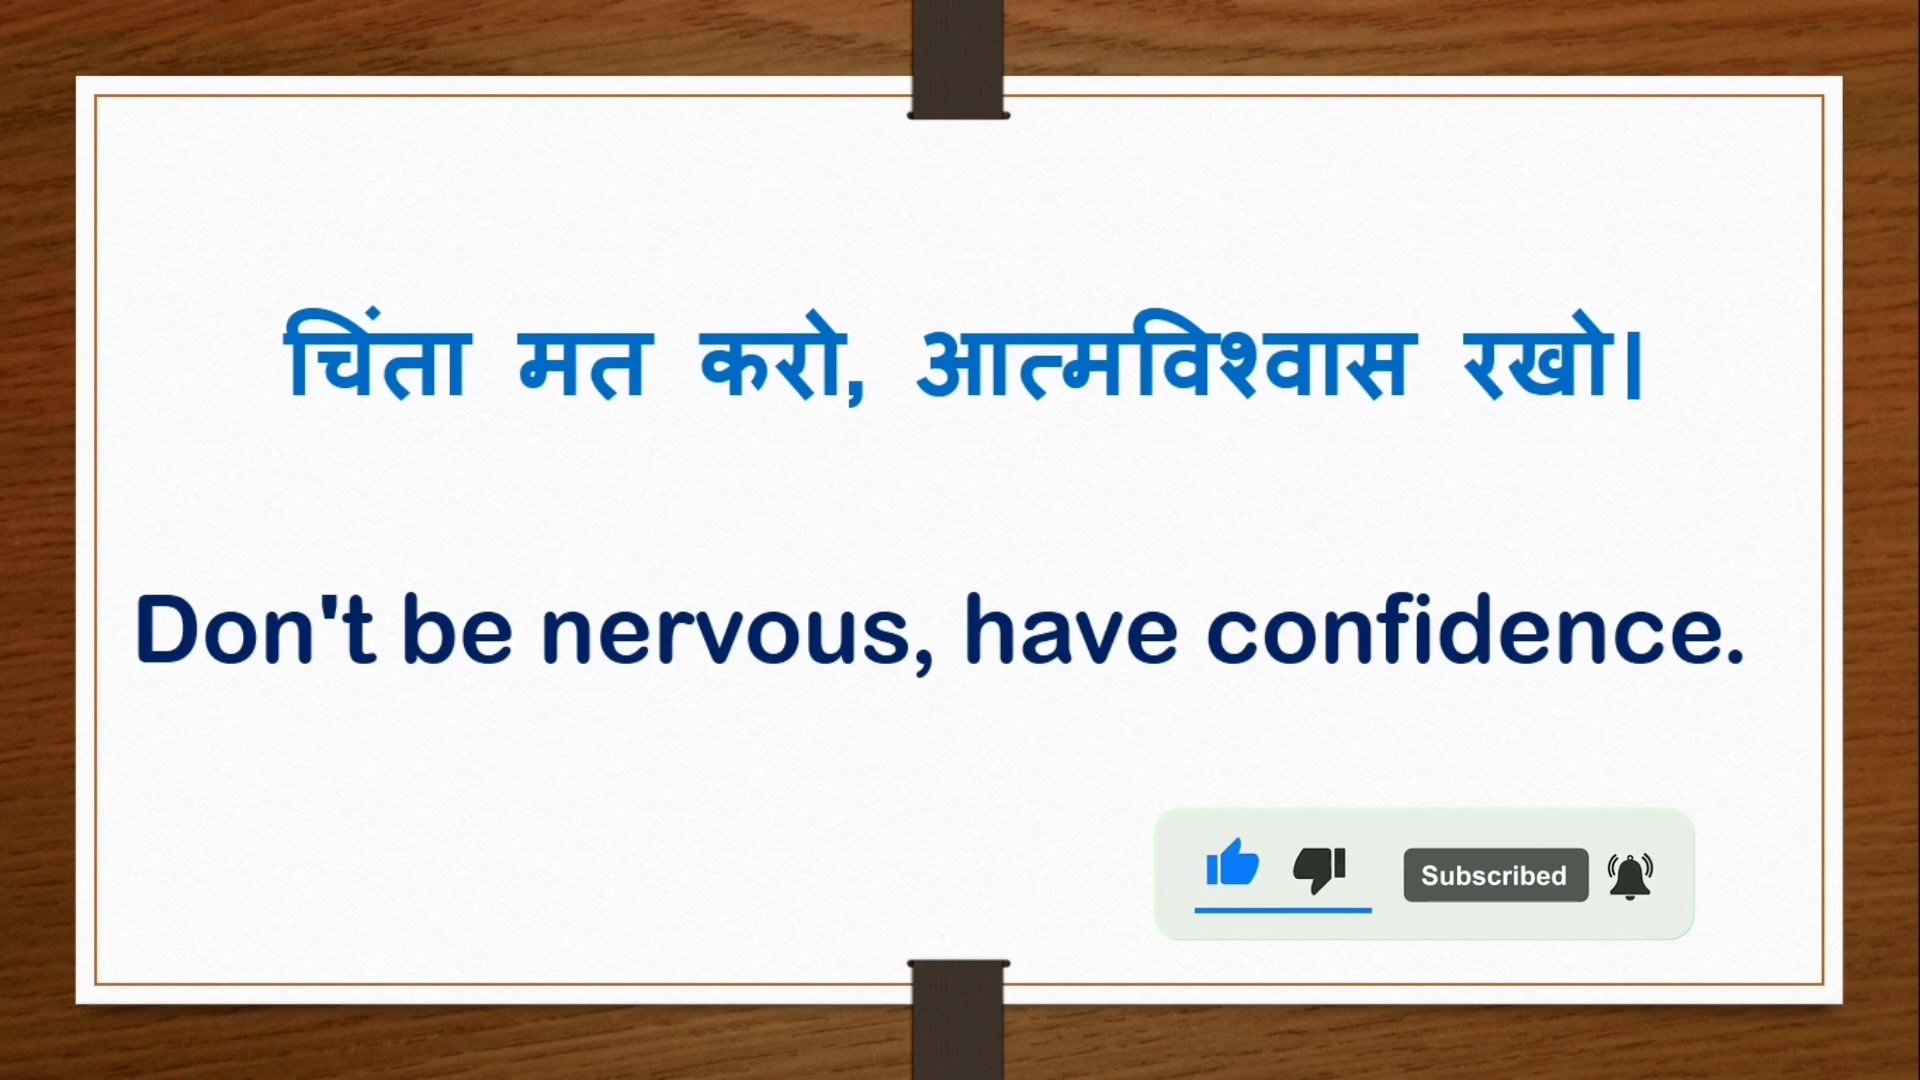 चिंता मत करो, आत्मविश्वास रखो।
Don't be nervous, have confidence.
Subscribed